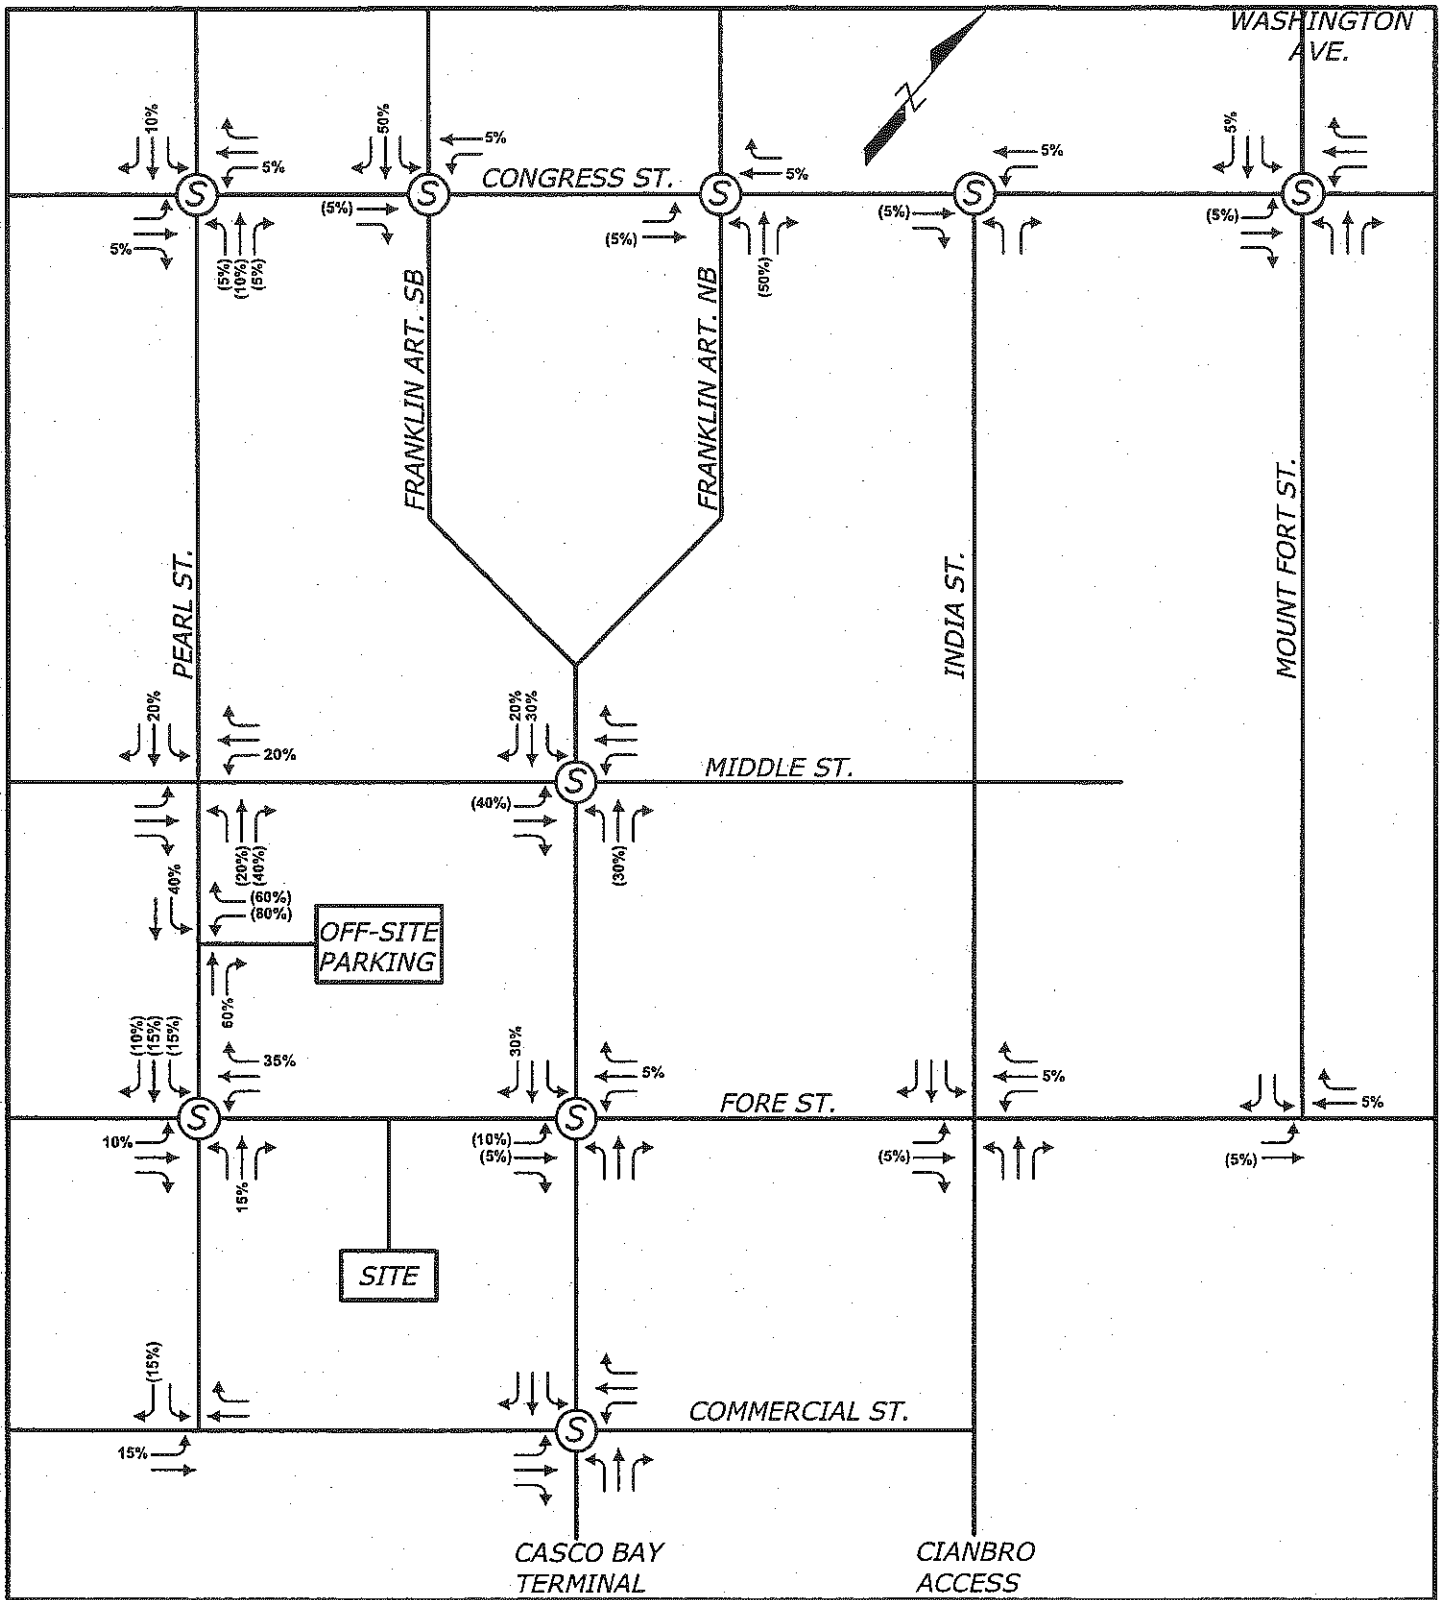 WASHINGTON
AVE.
10%
5%
50%
5%
5%
5%
5%
CONGRESS ST.
S
S
S
S
S
5%
(5%)
(10%)
(5%)
(5%)
(5%)
(50%)
(5%)
(5%)
Z
FRANKLIN ART. SB
FRANKLIN ART. NB
PEARL ST.
INDIA ST.
MOUNT FORT ST.
20%
20%
20%
30%
MIDDLE ST.
S
(40%)
(20%)
(40%)
(30%)
40%
(60%)
(80%)
OFF-SITE
PARKING
60%
(10%)
(15%)
(15%)
35%
30%
5%
5%
5%
FORE ST.
S
S
10%
15%
(10%)
(5%)
(5%)
(5%)
SITE
(15%)
COMMERCIAL ST.
S
15%
CASCO BAY
TERMINAL
CIANBRO
ACCESS